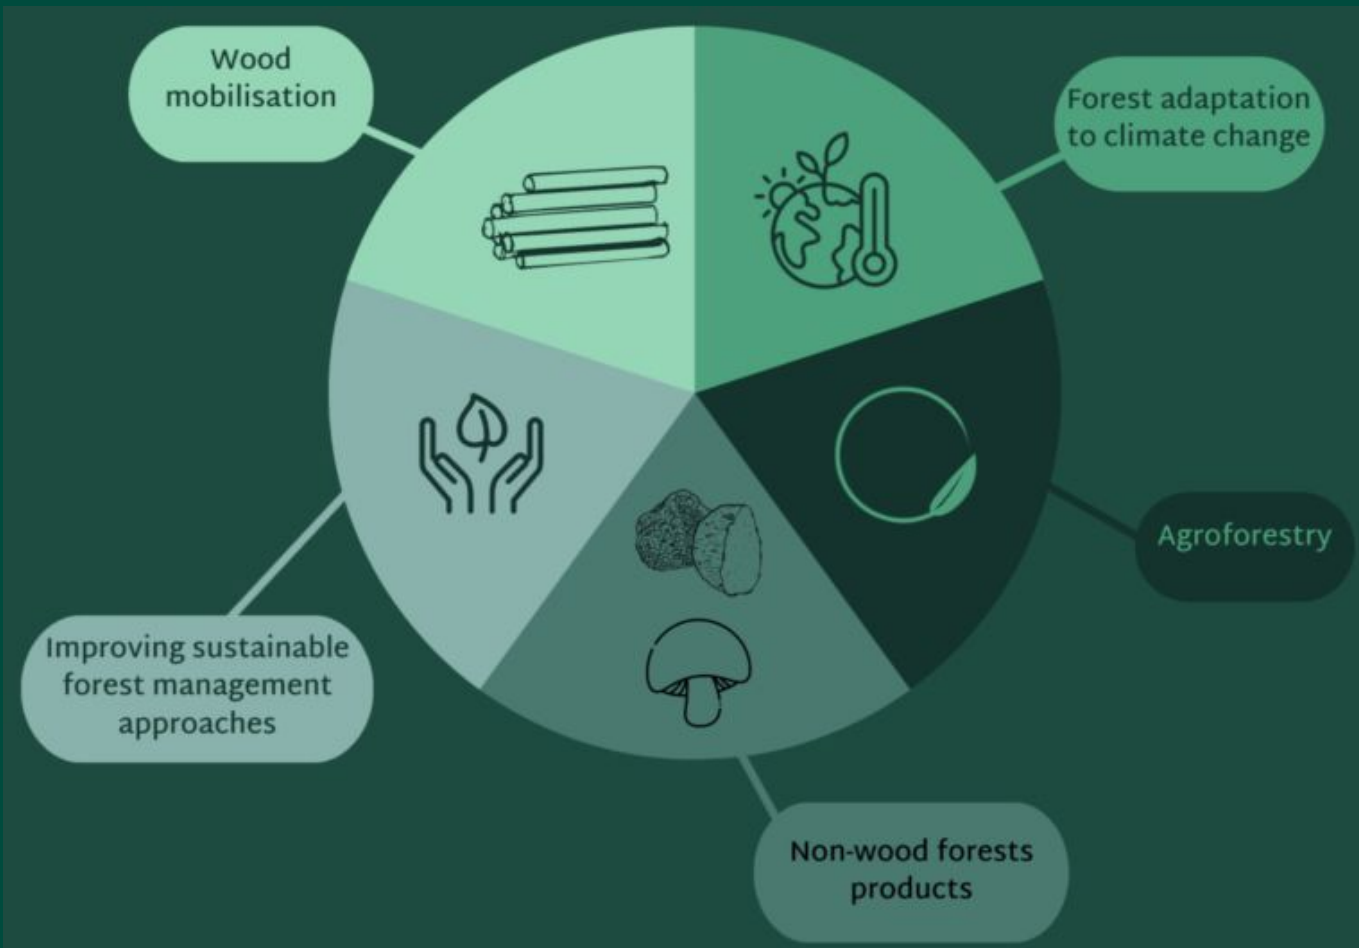 Wood
mobilisation
Forest adaptation
to climate change
Agroforestry
Improving sustainable
forest management
approaches
Non-wood forests
products